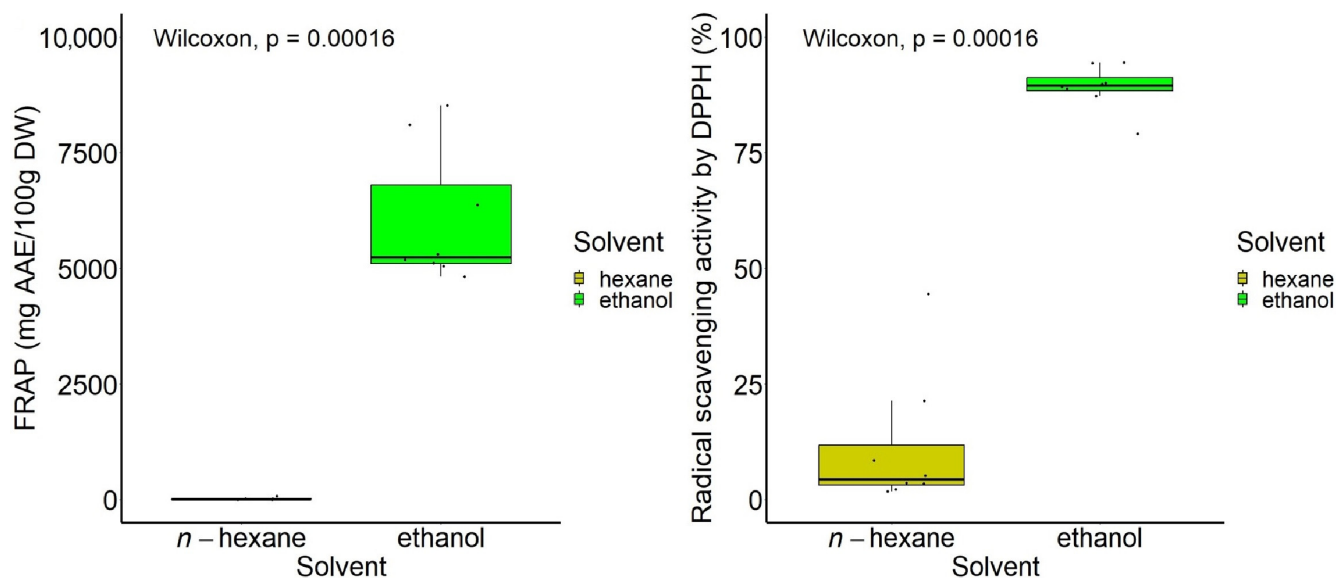 FRAP (mg AAE/100g DW)
10,000
7500
5000
2500
0
Wilcoxon, p = 0.00016
n – hexane
ethanol
Solvent
Solvent
hexane
ethanol
Radical scavenging activity by DPPH (%)
100
75
50
25
0
Wilcoxon, p = 0.00016
n – hexane
ethanol
Solvent
Solvent
hexane
ethanol